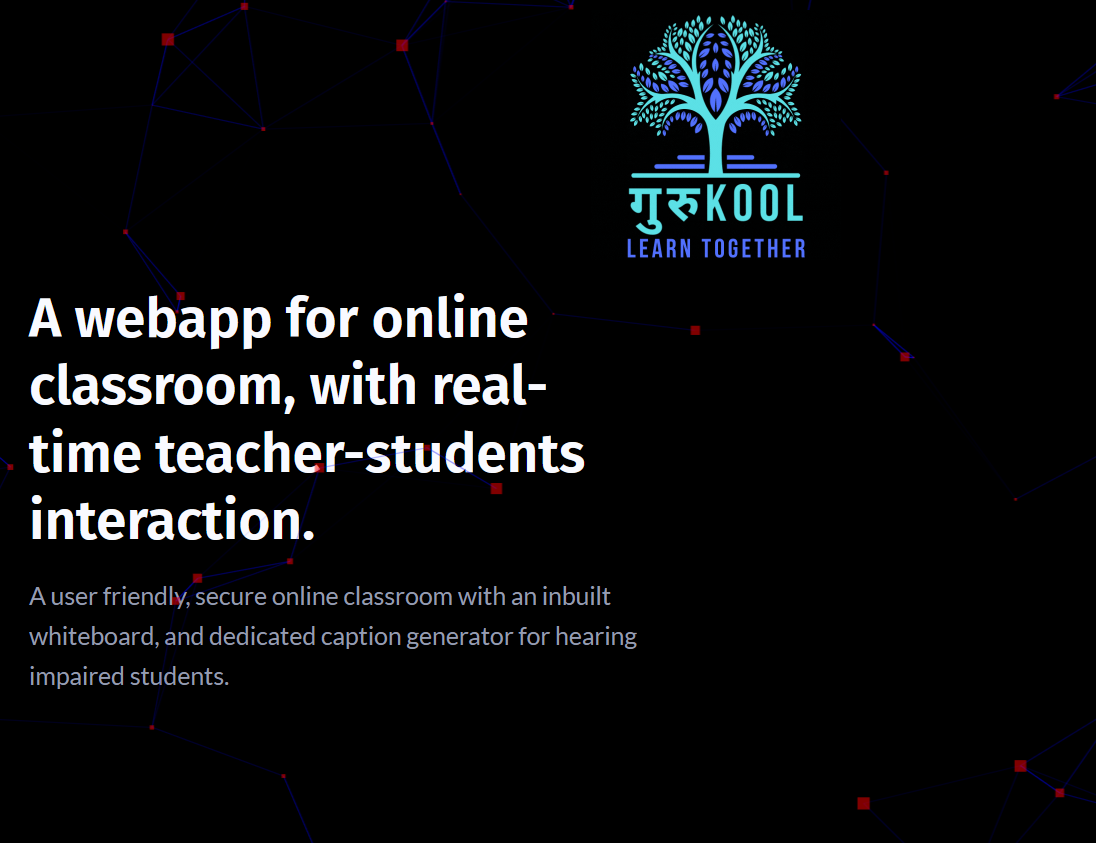 गुरुKOOL
LEARN TOGETHER
A webapp for online
classroom, with real-
time teacher-students
interaction.
A user friendly, secure online classroom with an inbuilt
whiteboard, and dedicated caption generator for hearing
impaired students.